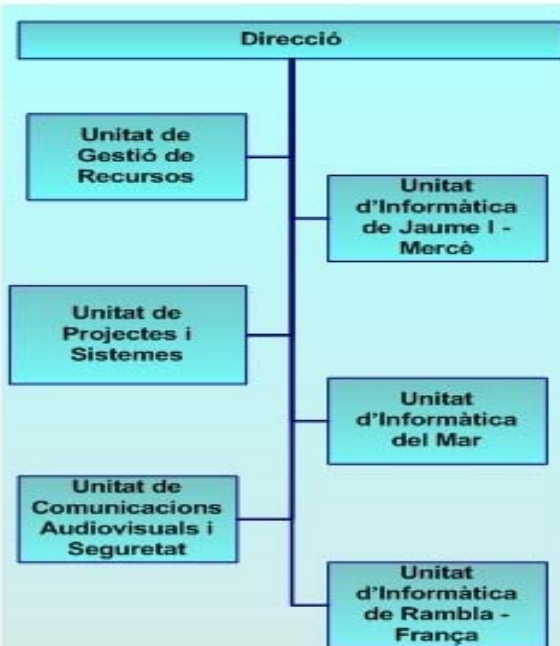 Direcció
Unitat de
Gestió de
Recursos
Unitat
d'Informàtica
de Jaume I -
Mercè
Unitat de
Projectes i
Sistemes
Unitat
d'Informàtica
del Mar
Unitat de
Comunicacions
Audiovisuals i
Seguretat
Unitat
d'Informàtica
de Rambla -
França